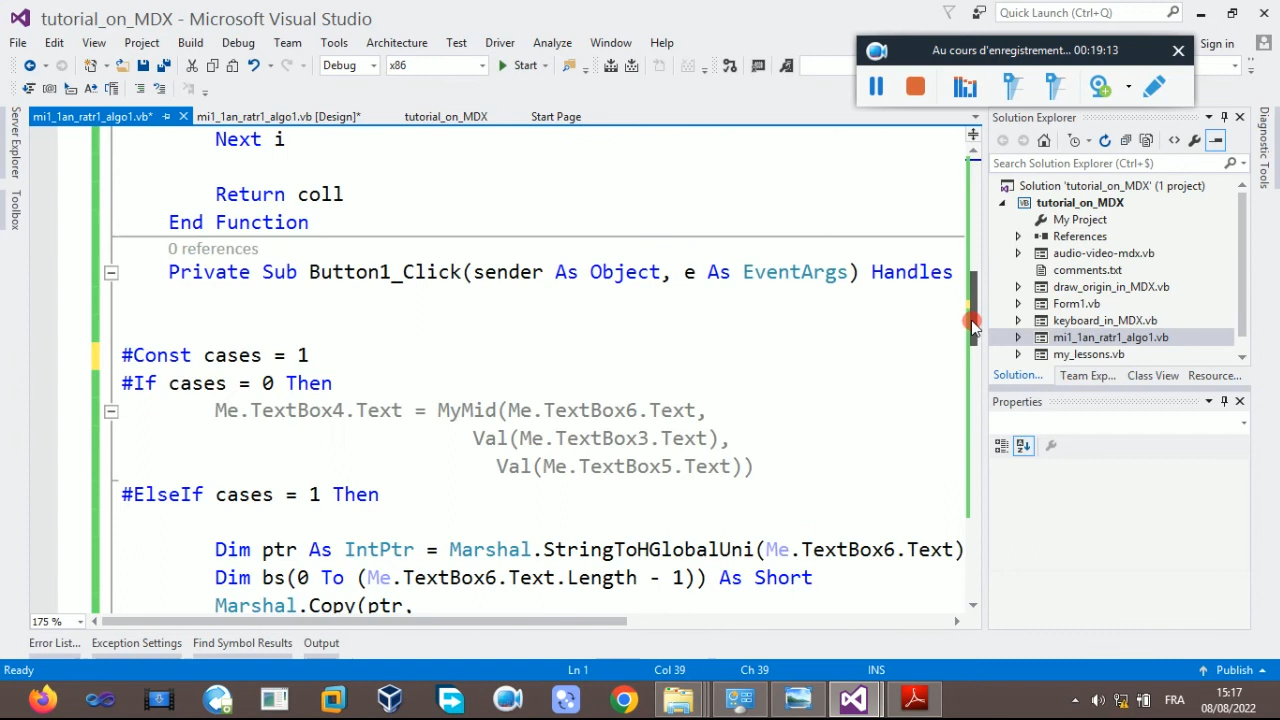 tutorial_on_MDX - Microsoft Visual Studio
Quick Launch (Ctrl+Q)
File Edit View Project Build Debug Team Tools Architecture Test Driver Analyze Window Help
Sign in
Au cours d'enregistrement... 00:19:13
Debug x86 Start
mi1_1an_ratr1_algo1.vb* mi1_1an_ratr1_algo1.vb [Design]* tutorial_on_MDX Start Page
Server Explorer
Toolbox
Next i
Return coll
End Function
0 references
Private Sub Button1_Click(sender As Object, e As EventArgs) Handles
#Const cases = 1
#If cases = 0 Then
Me.TextBox4.Text = MyMid(Me.TextBox6.Text,
Val(Me.TextBox3.Text),
Val(Me.TextBox5.Text))
#ElseIf cases = 1 Then
Dim ptr As IntPtr = Marshal.StringToHGlobalUni(Me.TextBox6.Text)
Dim bs(0 To (Me.TextBox6.Text.Length - 1)) As Short
Marshal.Copy(ptr,
175 %
Solution Explorer
Search Solution Explorer (Ctrl+$)
Solution 'tutorial_on_MDX' (1 project)
VB tutorial_on_MDX
My Project
References
audio-video-mdx.vb
comments.txt
draw_origin_in_MDX.vb
Form1.vb
keyboard_in_MDX.vb
mi1_1an_ratr1_algo1.vb
my_lessons.vb
Solution... Team Exp... Class View Resource...
Properties
Diagnostic Tools
Error List... Exception Settings Find Symbol Results Output
Ready Ln 1 Col 39 Ch 39 INS Publish
FRA
15:17
08/08/2022